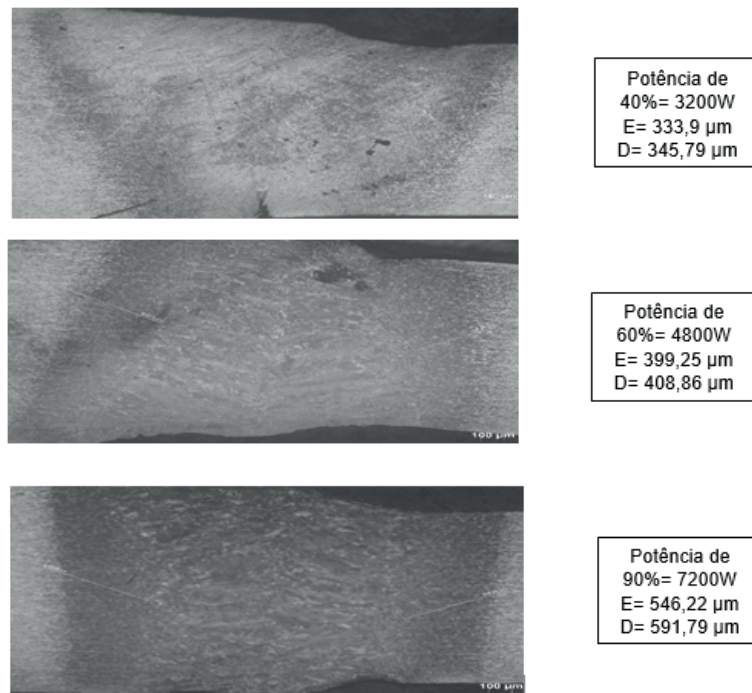 Potência de
40%= 3200W
E= 333,9 µm
D= 345,79 µm
Potência de
60%= 4800W
E= 399,25 µm
D= 408,86 µm
100 µm
Potência de
90%= 7200W
E= 546,22 µm
D= 591,79 µm
100 µm